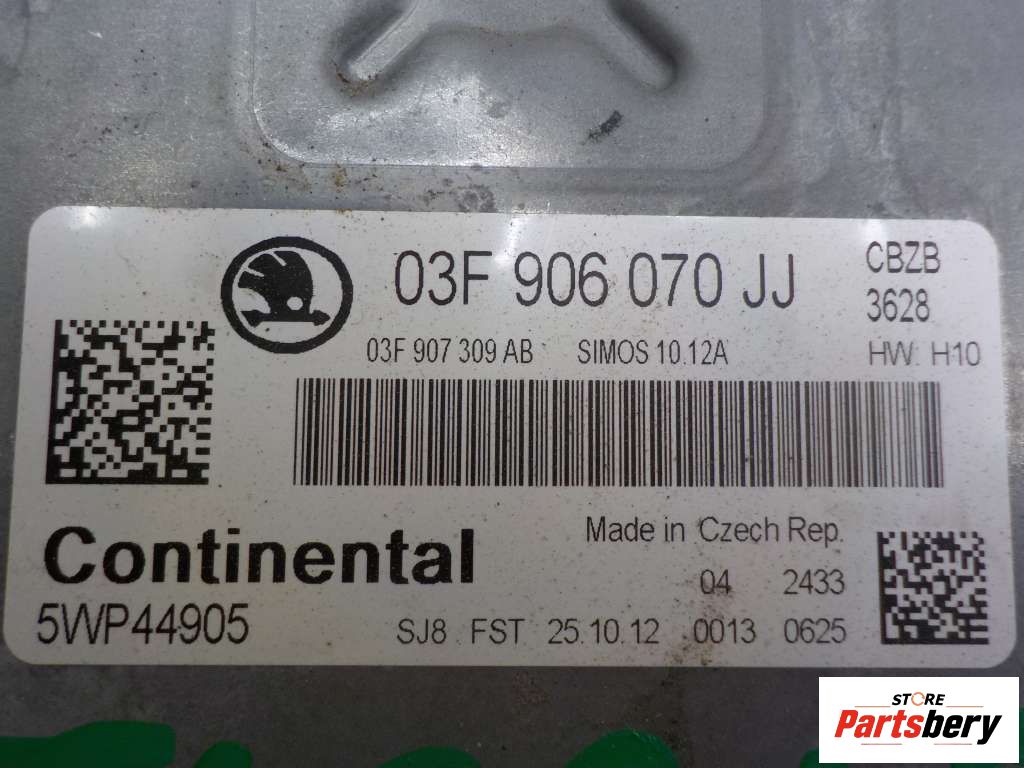 03F 906 070 JJ
CBZB
3628
03F 907 309 AB SIMOS 10.12A HW: H10
Made in Czech Rep.
Continental
04 2433
5WP44905
SJ8 FST 25.10.12 0013 0625
STORE
Partsbery